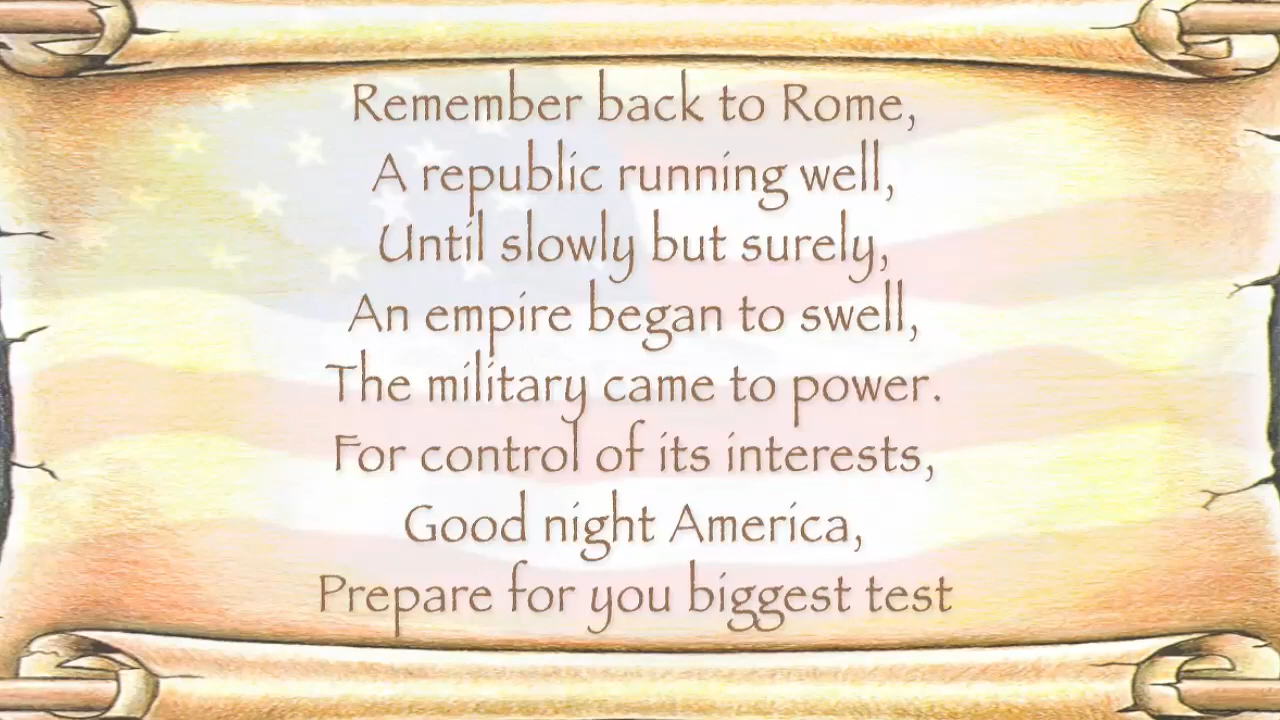 Remember back to Rome,
A republic running well,
Until slowly but surely,
An empire began to swell,
The military came to power.
For control of its interests,
Good night America,
Prepare for you biggest test